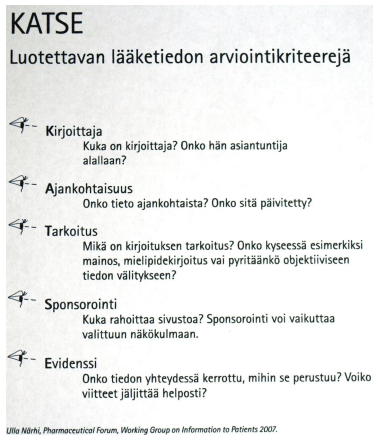 KATSE
Luotettavan lääketiedon arviointikriteerejä
Kirjoittaja
Kuka on kirjoittaja? Onko hän asiantuntija
alallaan?
Ajankohtaisuus
Onko tieto ajankohtaista? Onko sitä päivitetty?
Tarkoitus
Mikä on kirjoituksen tarkoitus? Onko kyseessä esimerkiksi
mainos, mielipidekirjoitus vai pyritäänkö objektiiviseen
tiedon välitykseen?
Sponsorointi
Kuka rahoittaa sivustoa? Sponsorointi voi vaikuttaa
valittuun näkökulmaan.
Evidenssi
Onko tiedon yhteydessä kerrottu, mihin se perustuu? Voiko
viitteet jäljittää helposti?
Ulla Närhi, Pharmaceutical Forum, Working Group on Information to Patients 2007.